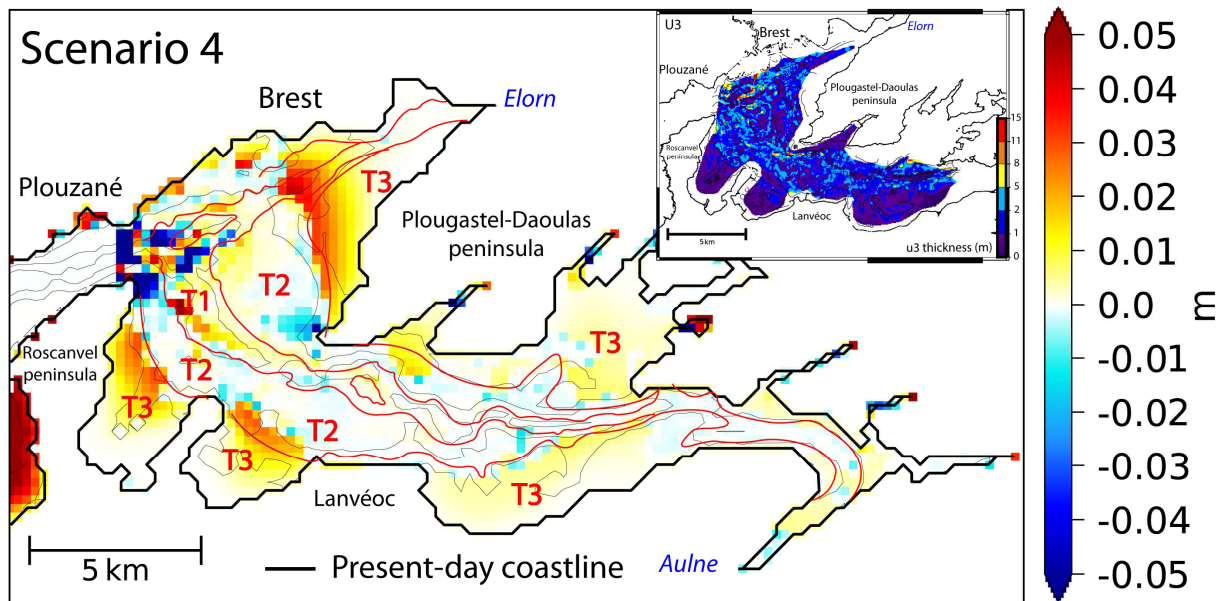 Scenario 4
Brest
Elorn
Plouzané
T3
Plougastel-Daoulas
peninsula
T2
T1
Roscanvel
peninsula
T2
T3
T3
T2
T3
T3
Lanvéoc
5 km
Present-day coastline
Aulne
U3
Brest
Elorn
Plouzané
Plougastel-Daoulas
peninsula
Roscanvel
peninsula
Lanvéoc
5 km
u3 thickness (m)
15
11
8
5
2
1
0
0.05
0.04
0.03
0.02
0.01
0.0
-0.01
-0.02
-0.03
-0.04
-0.05
m